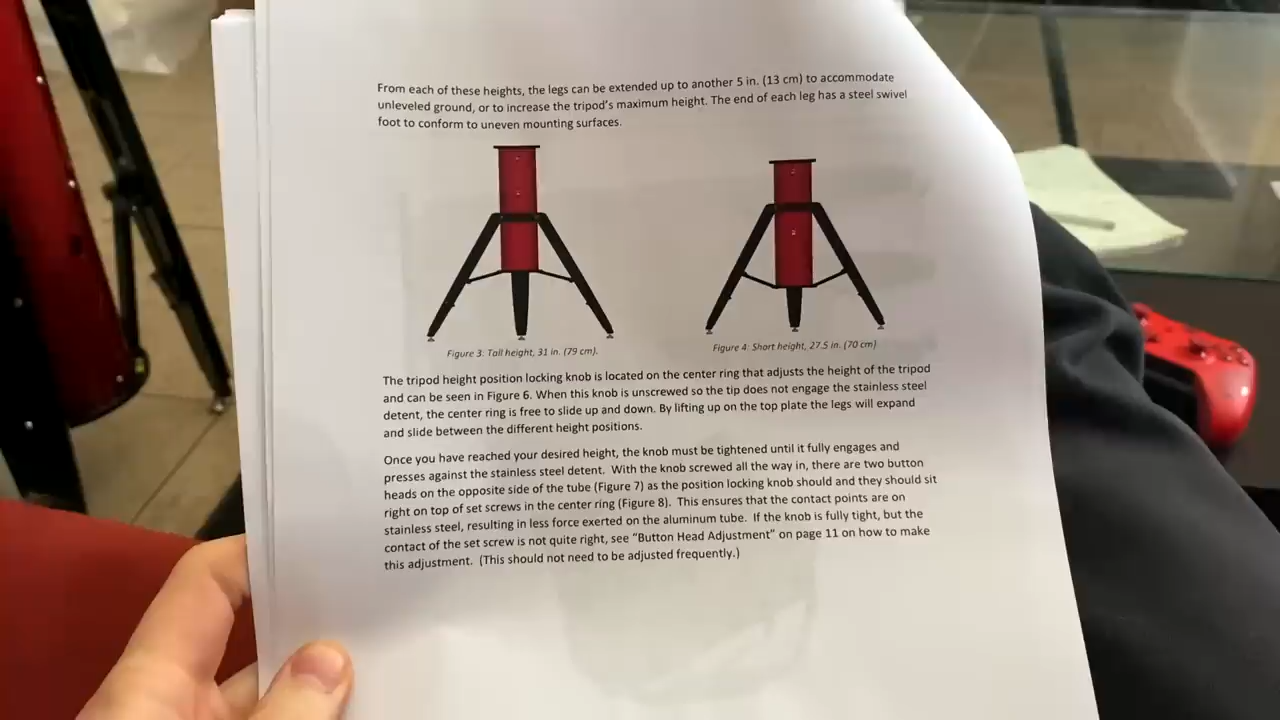 From each of these heights, the legs can be extended up to another 5 in. (13 cm) to accommodate
unleveled ground, or to increase the tripod's maximum height. The end of each leg has a steel swivel
foot to conform to uneven mounting surfaces.
Figure 3: Tall height, 31 in. (79 cm).
Figure 4: Short height, 27.5 in. (70 cm)
The tripod height position locking knob is located on the center ring that adjusts the height of the tripod
and can be seen in Figure 6. When this knob is unscrewed so the tip does not engage the stainless steel
detent, the center ring is free to slide up and down. By lifting up on the top plate the legs will expand
and slide between the different height positions.
Once you have reached your desired height, the knob must be tightened until it fully engages and
presses against the stainless steel detent. With the knob screwed all the way in, there are two button
heads on the opposite side of the tube (Figure 7) as the position locking knob should and they should sit
right on top of set screws in the center ring (Figure 8). This ensures that the contact points are on
stainless steel, resulting in less force exerted on the aluminum tube. If the knob is fully tight, but the
contact of the set screw is not quite right, see "Button Head Adjustment" on page 11 on how to make
this adjustment. (This should not need to be adjusted frequently.)